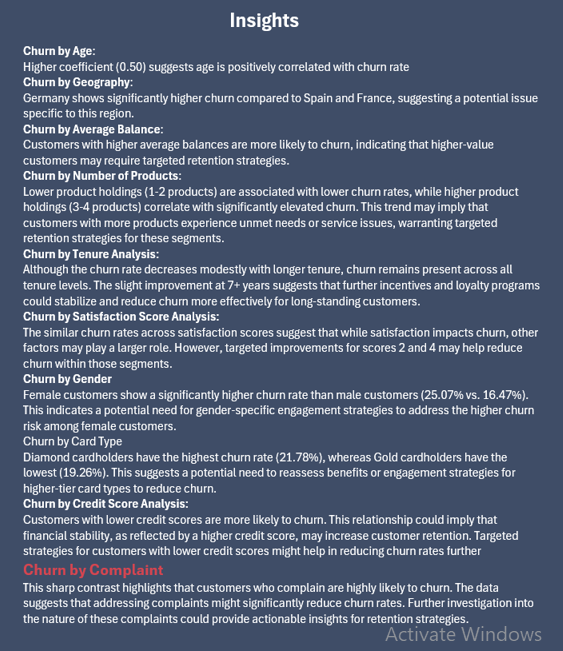 Insights
Churn by Age:
Higher coefficient (0.50) suggests age is positively correlated with churn rate
Churn by Geography:
Germany shows significantly higher churn compared to Spain and France, suggesting a potential issue
specific to this region.
Churn by Average Balance:
Customers with higher average balances are more likely to churn, indicating that higher-value
customers may require targeted retention strategies.
Churn by Number of Products:
Lower product holdings (1-2 products) are associated with lower churn rates, while higher product
holdings (3-4 products) correlate with significantly elevated churn. This trend may imply that
customers with more products experience unmet needs or service issues, warranting targeted
retention strategies for these segments.
Churn by Tenure Analysis:
Although the churn rate decreases modestly with longer tenure, churn remains present across all
tenure levels. The slight improvement at 7+ years suggests that further incentives and loyalty programs
could stabilize and reduce churn more effectively for long-standing customers.
Churn by Satisfaction Score Analysis:
The similar churn rates across satisfaction scores suggest that while satisfaction impacts churn, other
factors may play a larger role. However, targeted improvements for scores 2 and 4 may help reduce
churn within those segments.
Churn by Gender
Female customers show a significantly higher churn rate than male customers (25.07% vs. 16.47%).
This indicates a potential need for gender-specific engagement strategies to address the higher churn
risk among female customers.
Churn by Card Type
Diamond cardholders have the highest churn rate (21.78%), whereas Gold cardholders have the
lowest (19.26%). This suggests a potential need to reassess benefits or engagement strategies for
higher-tier card types to reduce churn.
Churn by Credit Score Analysis:
Customers with lower credit scores are more likely to churn. This relationship could imply that
financial stability, as reflected by a higher credit score, may increase customer retention. Targeted
strategies for customers with lower credit scores might help in reducing churn rates further
Churn by Complaint
This sharp contrast highlights that customers who complain are highly likely to churn. The data
suggests that addressing complaints might significantly reduce churn rates. Further investigation into
the nature of these complaints could provide actionable insights for retention strategies.
Activate Windows